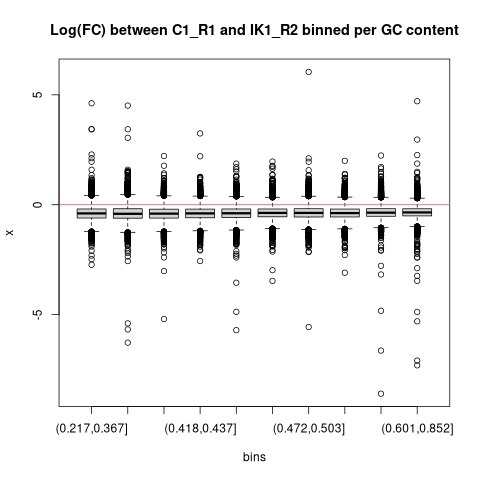 Log(FC) between C1_R1 and IK1_R2 binned per GC content
5
0
-5
x
(0.217,0.367]
(0.418,0.437]
(0.472,0.503]
(0.601,0.852]
bins